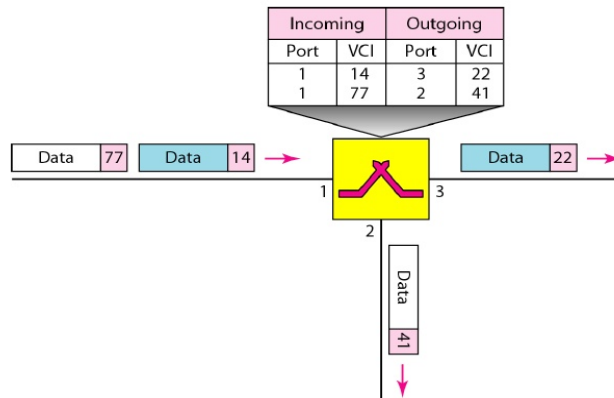 Incoming Outgoing
Port VCI Port VCI
1 14 3 22
1 77 2 41
Data 77 Data 14 Data 22
1 3
2
Data
41